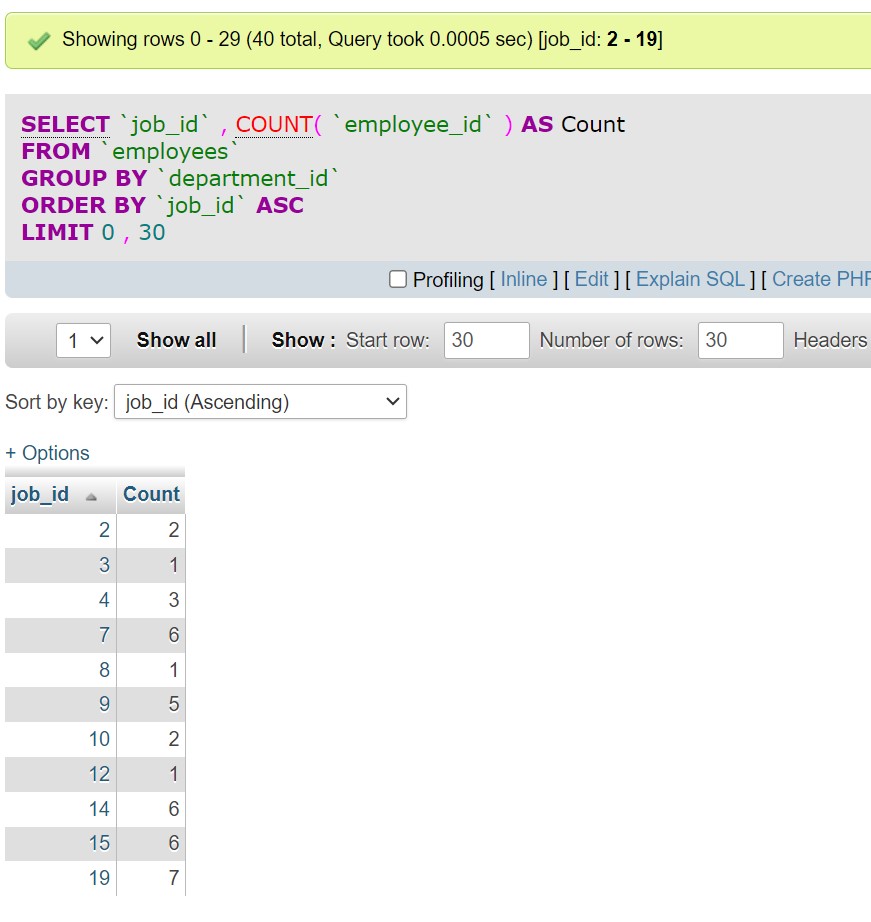 Showing rows 0 - 29 (40 total, Query took 0.0005 sec) [job_id: 2 - 19]
SELECT `job_id` , COUNT( `employee_id` ) AS Count
FROM `employees`
GROUP BY `department_id`
ORDER BY `job_id` ASC
LIMIT 0 , 30
Profiling [ Inline ] [ Edit ] [ Explain SQL ] [ Create PHP
1 Show all Show : Start row: 30 Number of rows: 30 Headers
Sort by key: job_id (Ascending)
+ Options
job_id Count
2 2
3 1
4 3
7 6
8 1
9 5
10 2
12 1
14 6
15 6
19 7